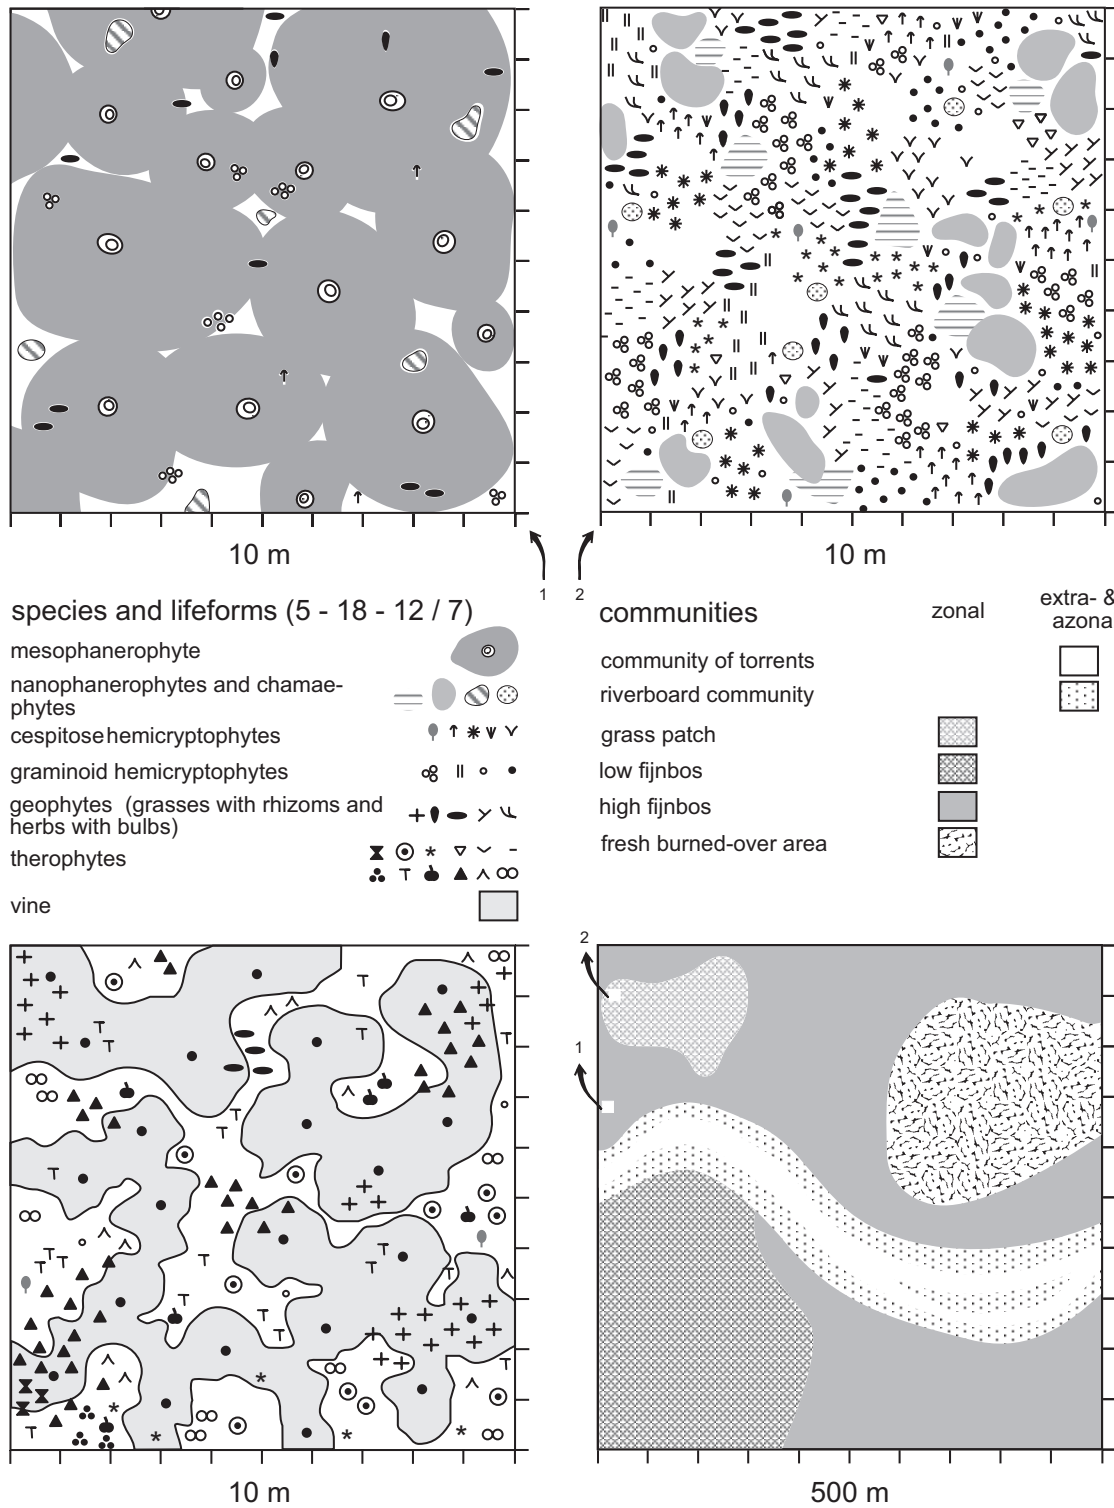 10 m
10 m
1
2
species and lifeforms (5 - 18 - 12 / 7)
mesophanerophyte
nanophanerophytes and chamae-
phytes
cespitose hemicryptophytes
graminoid hemicryptophytes
geophytes (grasses with rhizoms and
herbs with bulbs)
therophytes
vine
communities
zonal
extra- &
azona
community of torrents
riverboard community
grass patch
low fijnbos
high fijnbos
fresh burned-over area
2
1
10 m
500 m